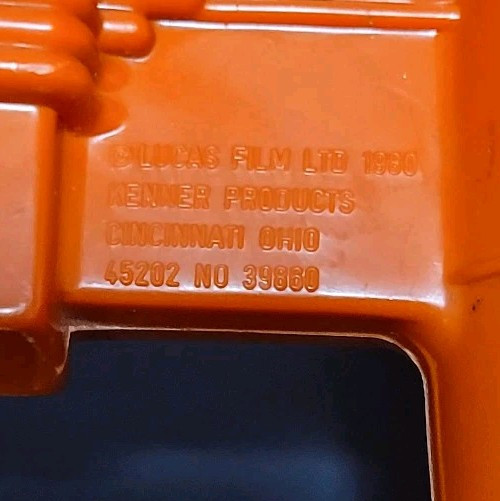 © LUCAS FILM LTD 1980
KENNER PRODUCTS
CINCINNATI OHIO
45202 NO 39860